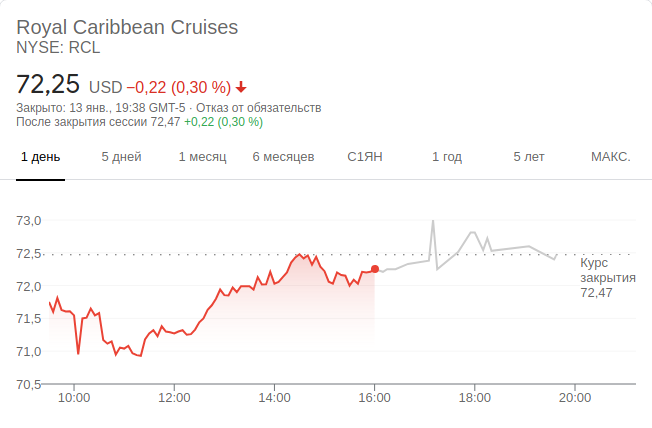 Royal Caribbean Cruises
NYSE: RCL
72,25 USD −0,22 (0,30 %)
Закрыто: 13 янв., 19:38 GMT-5 · Отказ от обязательств
После закрытия сессии 72,47 +0,22 (0,30 %)
1 день 5 дней 1 месяц 6 месяцев С1ЯН 1 год 5 лет МАКС.
73,0
72,5
Курс
закрытия
72,47
72,0
71,5
71,0
70,5
10:00 12:00 14:00 16:00 18:00 20:00